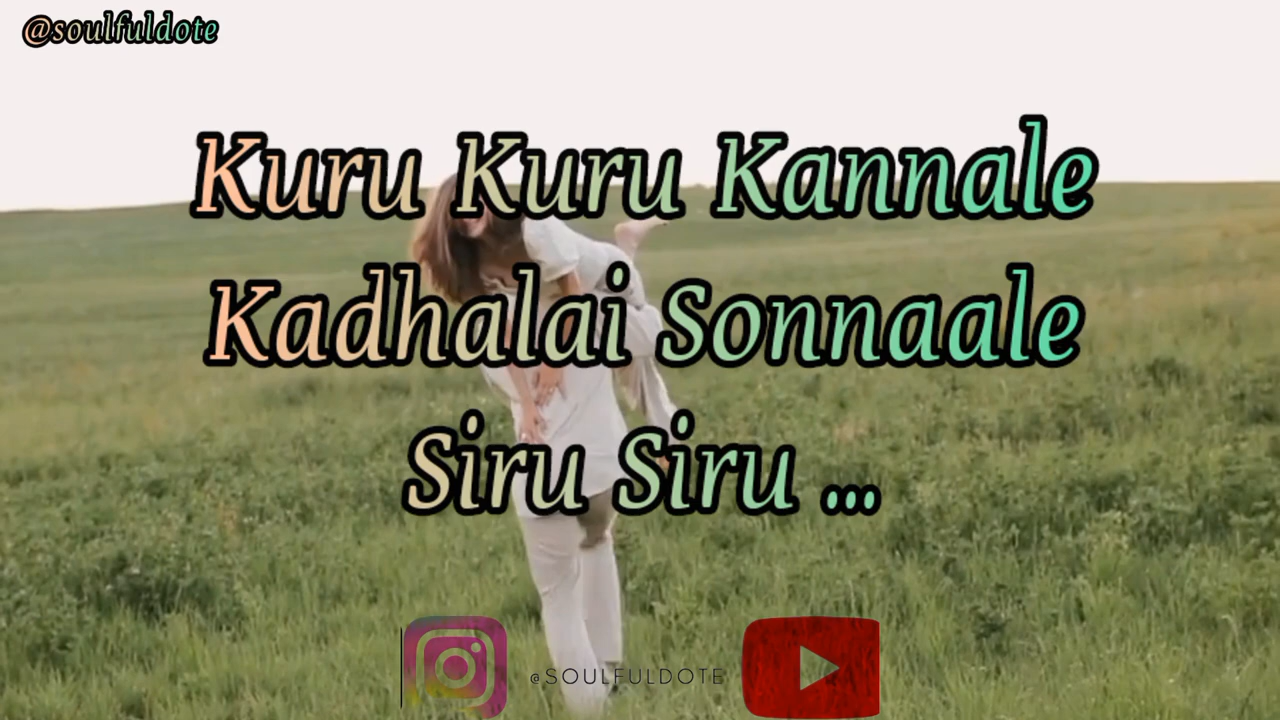 @soulfuldote
Kuru Kuru Kannale
Kadhalai Sonnaale
Siru Siru ...
@SOULFULDOTE